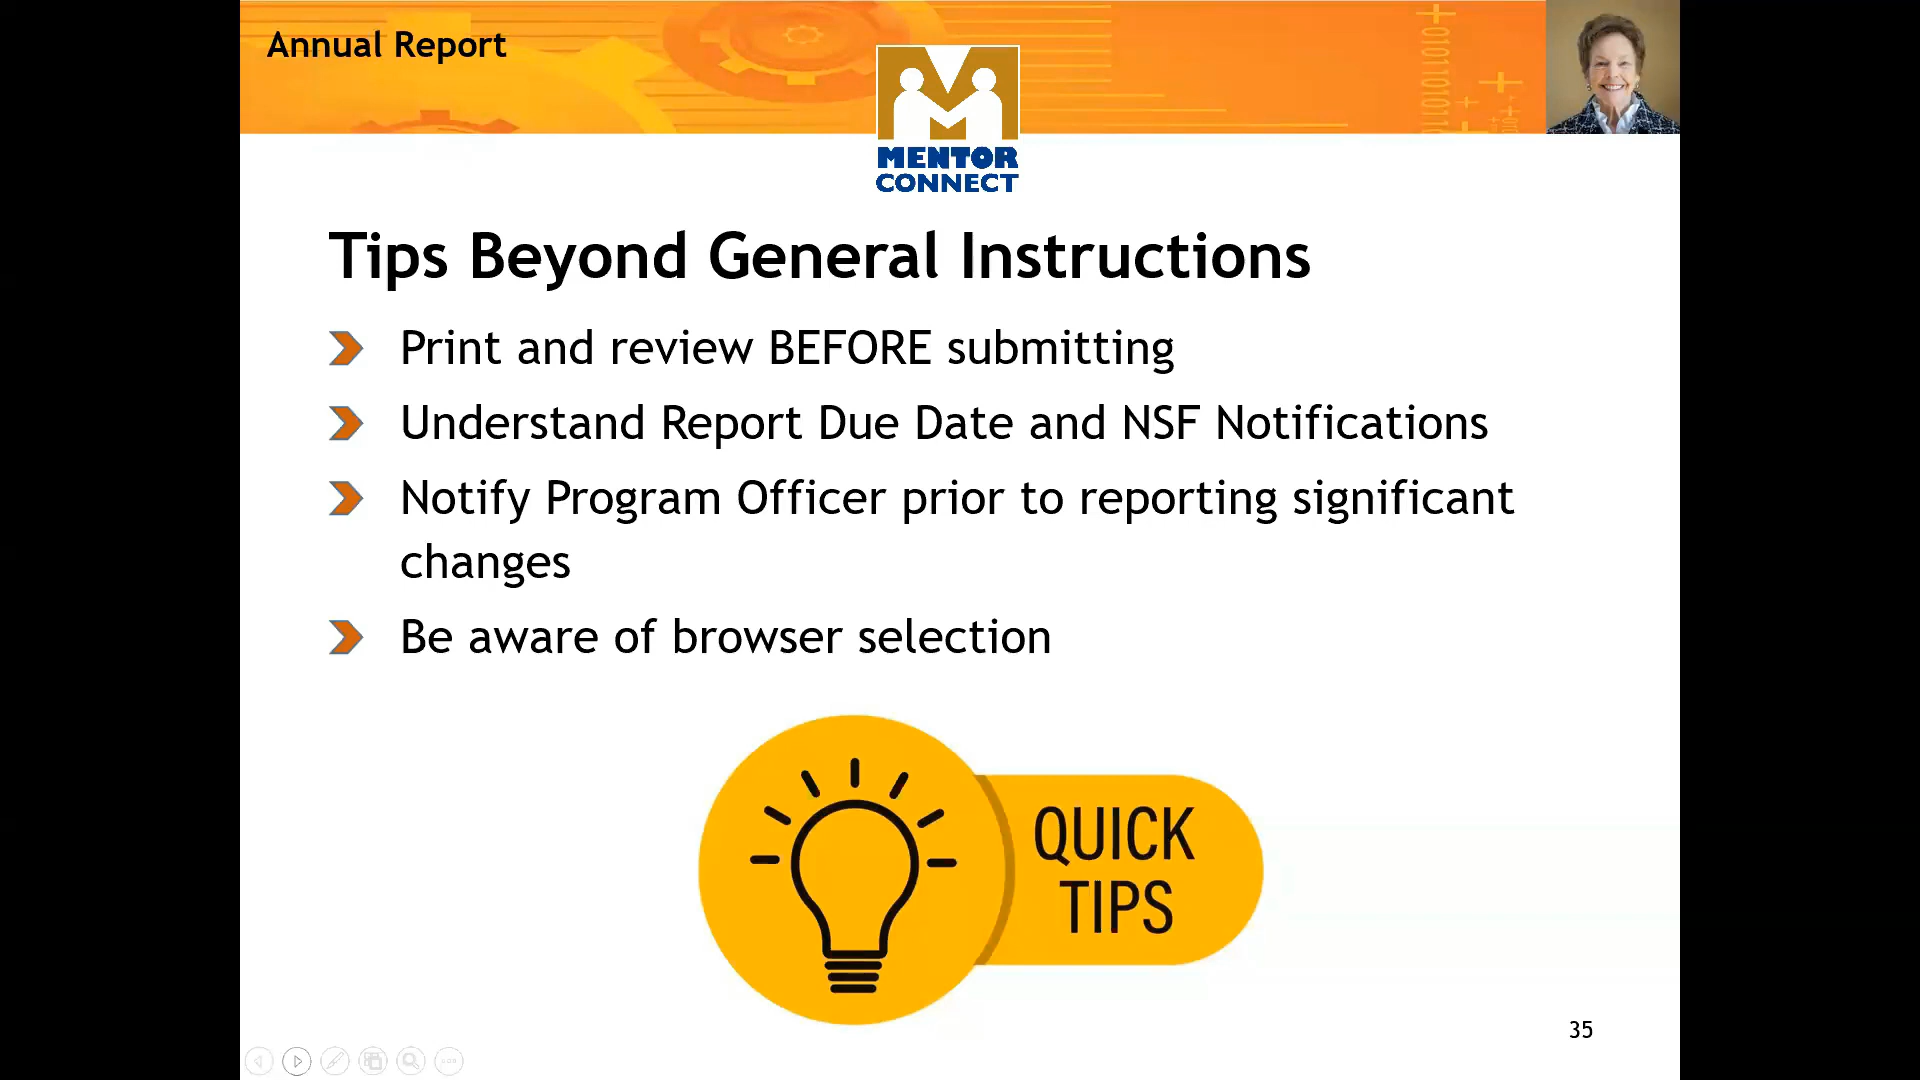 Annual Report
MENTOR
CONNECT
Tips Beyond General Instructions
Print and review BEFORE submitting
Understand Report Due Date and NSF Notifications
Notify Program Officer prior to reporting significant
changes
Be aware of browser selection
QUICK
TIPS
35